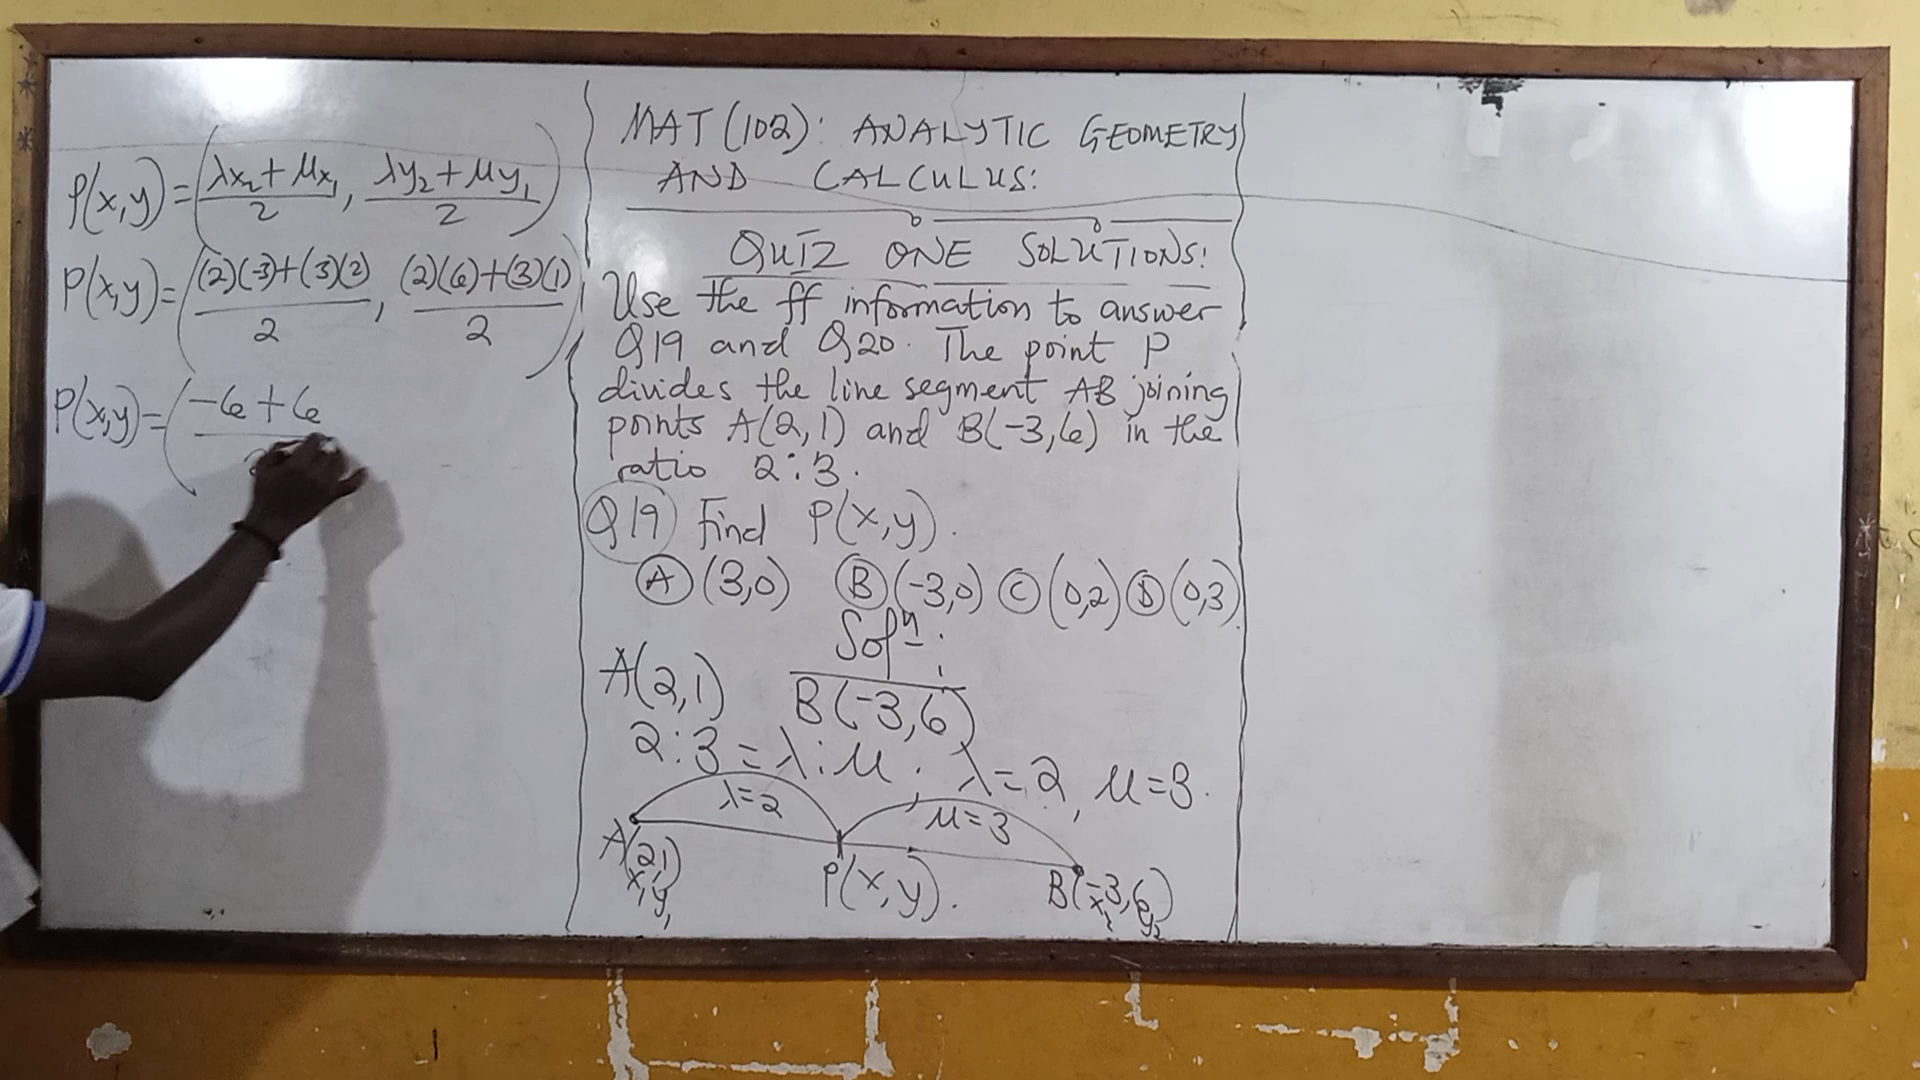 P(x,y)=(λx₂+μx₁/2, λy₂+μy₁/2)
P(x,y)=((2)(-3)+(3)(2)/2, (2)(6)+(3)(1)/2)
P(x,y)=(-6+6/
MAT(102): ANALYTIC GEOMETRY
AND CALCULUS:
QUIZ ONE SOLUTIONS:
Use the ff information to answer
Q19 and Q20. The point P
divides the line segment AB joining
points A(2,1) and B(-3,6) in the
ratio 2:3.
Q19 Find P(x,y).
A (3,0) B (-3,0) C (0,2) D (0,3)
Solⁿ:
A(2,1) B(-3,6)
2:3=λ:μ; λ=2, μ=3.
λ=2 μ=3
A(2,1) P(x,y). B(-3,6)
x₁y₁ x₂ y₂